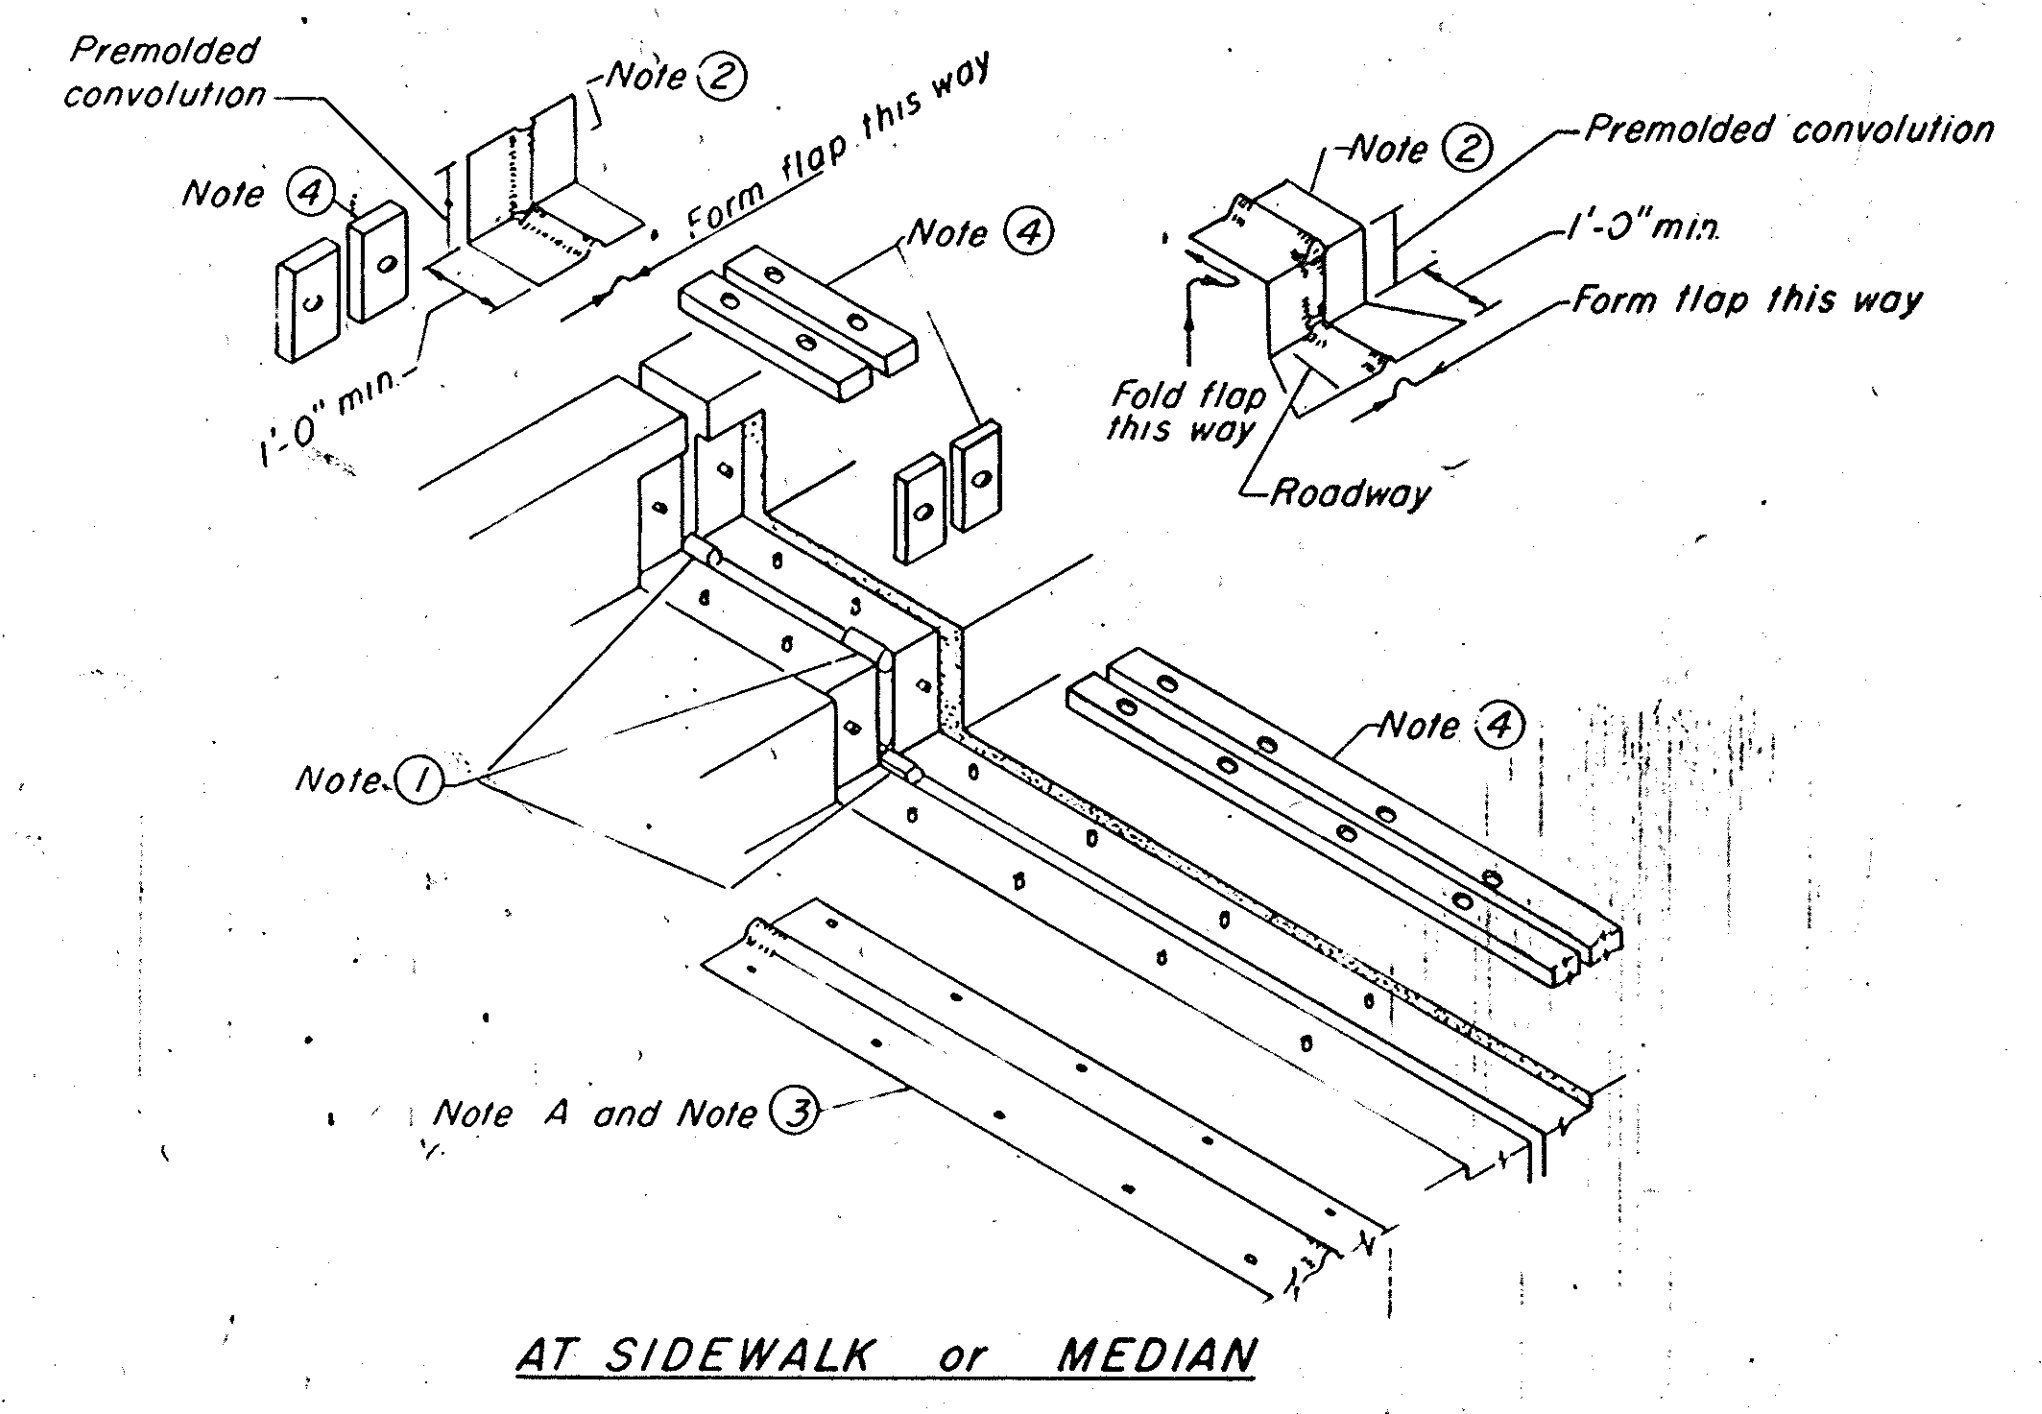 Premolded
convolution
Note 2
Form flap this way
Note 4
1'-0" min.
Note 4
Note 2
Premolded convolution
1'-0" min.
Form flap this way
Fold flap
this way
Roadway
Note 1
Note 4
Note A and Note 3
AT SIDEWALK or MEDIAN